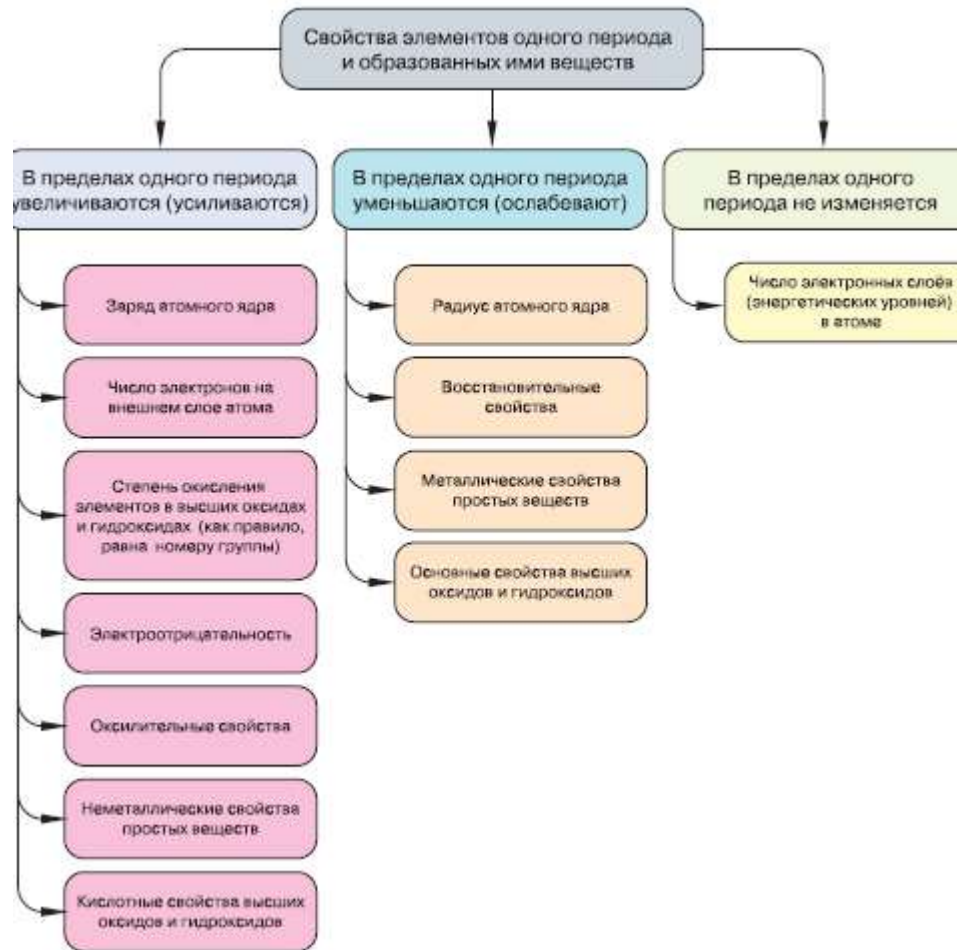 Свойства элементов одного периода
и образованных ими веществ
В пределах одного периода
увеличиваются (усиливаются)
Заряд атомного ядра
Число электронов на
внешнем слое атома
Степень окисления
элементов в высших оксидах
и гидроксидах (как правило,
равна номеру группы)
Электроотрицательность
Оксилительные свойства
Неметаллические свойства
простых веществ
Кислотные свойства высших
оксидов и гидроксидов
В пределах одного периода
уменьшаются (ослабевают)
Радиус атомного ядра
Восстановительные
свойства
Металлические свойства
простых веществ
Основные свойства высших
оксидов и гидроксидов
В пределах одного
периода не изменяется
Число электронных слоёв
(энергетических уровней)
в атоме